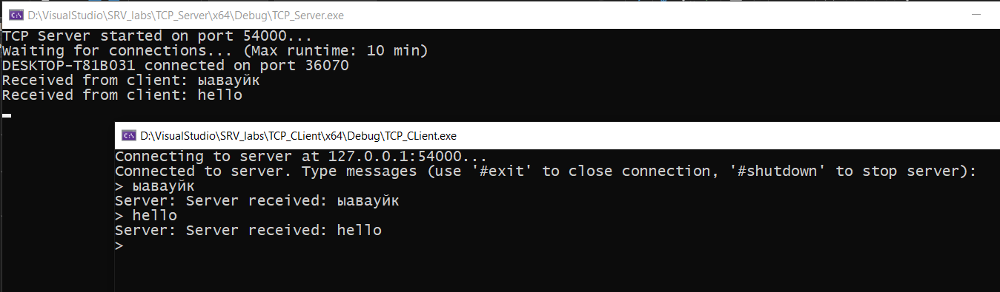 D:\VisualStudio\SRV_labs\TCP_Server\x64\Debug\TCP_Server.exe
TCP Server started on port 54000...
Waiting for connections... (Max runtime: 10 min)
DESKTOP-T81B031 connected on port 36070
Received from client: ыавауйк
Received from client: hello
D:\VisualStudio\SRV_labs\TCP_CLient\x64\Debug\TCP_CLient.exe
Connecting to server at 127.0.0.1:54000...
Connected to server. Type messages (use '#exit' to close connection, '#shutdown' to stop server):
> ыавауйк
Server: Server received: ыавауйк
> hello
Server: Server received: hello
>